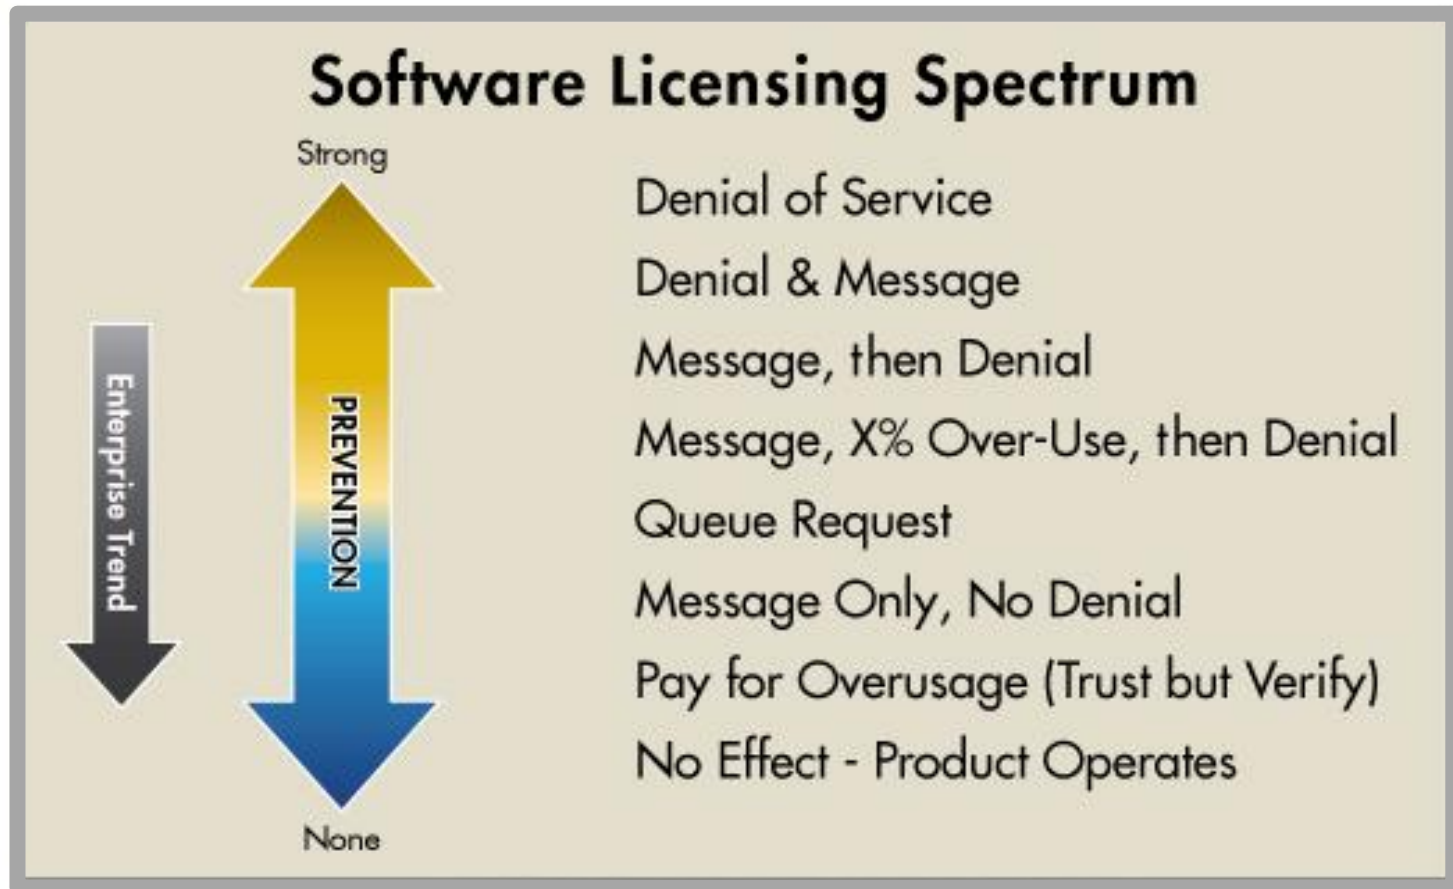 Software Licensing Spectrum
Strong
Enterprise Trend
PREVENTION
None
Denial of Service
Denial & Message
Message, then Denial
Message, X% Over-Use, then Denial
Queue Request
Message Only, No Denial
Pay for Overusage (Trust but Verify)
No Effect - Product Operates